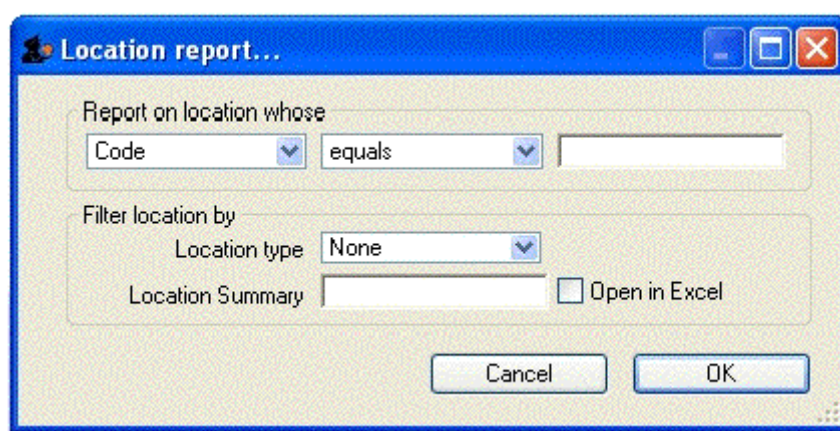 Location report...
Report on location whose
Code equals
Filter location by
Location type None
Location Summary Open in Excel
Cancel OK